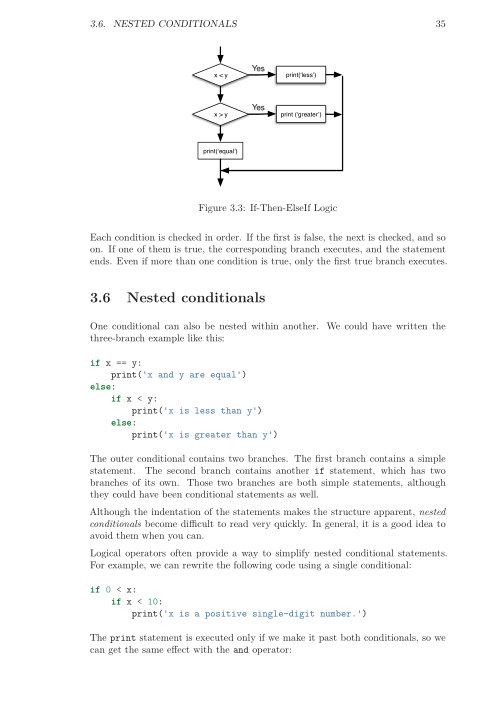 3.6. NESTED CONDITIONALS 35
x < y
Yes
print('less')
x > y
Yes
print ('greater')
print('equal')
Figure 3.3: If-Then-ElseIf Logic
Each condition is checked in order. If the first is false, the next is checked, and so
on. If one of them is true, the corresponding branch executes, and the statement
ends. Even if more than one condition is true, only the first true branch executes.
3.6 Nested conditionals
One conditional can also be nested within another. We could have written the
three-branch example like this:
if x == y:
    print('x and y are equal')
else:
    if x < y:
        print('x is less than y')
    else:
        print('x is greater than y')
The outer conditional contains two branches. The first branch contains a simple
statement. The second branch contains another if statement, which has two
branches of its own. Those two branches are both simple statements, although
they could have been conditional statements as well.
Although the indentation of the statements makes the structure apparent, nested
conditionals become difficult to read very quickly. In general, it is a good idea to
avoid them when you can.
Logical operators often provide a way to simplify nested conditional statements.
For example, we can rewrite the following code using a single conditional:
if 0 < x:
    if x < 10:
        print('x is a positive single-digit number.')
The print statement is executed only if we make it past both conditionals, so we
can get the same effect with the and operator: